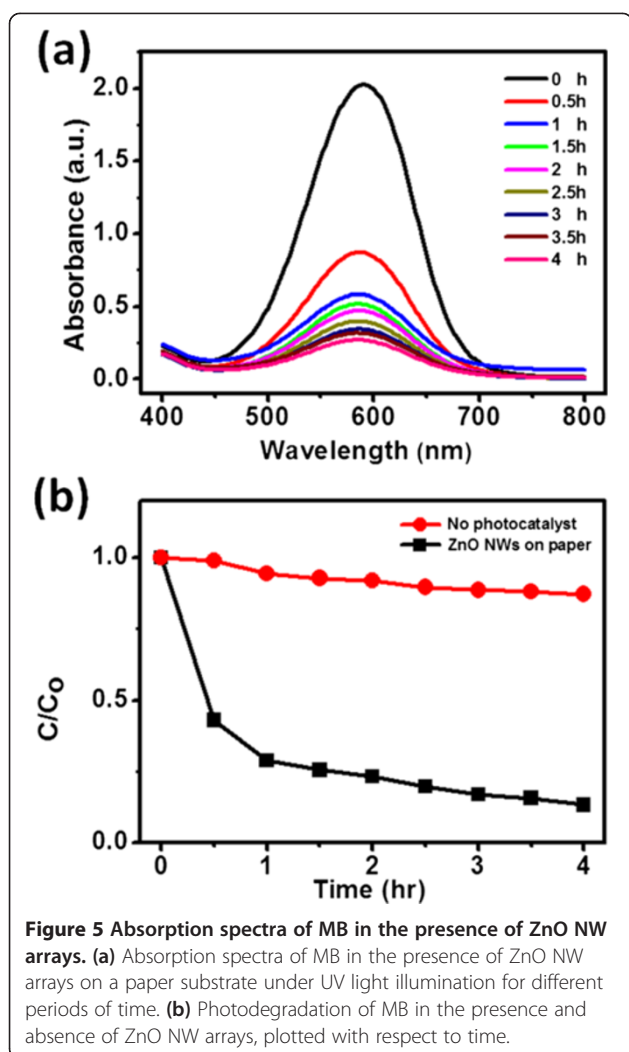 (a)
2.0
1.5
1.0
0.5
0.0
Absorbance (a.u.)
0 h
0.5h
1 h
1.5h
2 h
2.5h
3 h
3.5h
4 h
400 500 600 700 800
Wavelength (nm)
(b)
1.0
0.5
0.0
C/Co
No photocatalyst
ZnO NWs on paper
0 1 2 3 4
Time (hr)
Figure 5 Absorption spectra of MB in the presence of ZnO NW
arrays. (a) Absorption spectra of MB in the presence of ZnO NW
arrays on a paper substrate under UV light illumination for different
periods of time. (b) Photodegradation of MB in the presence and
absence of ZnO NW arrays, plotted with respect to time.